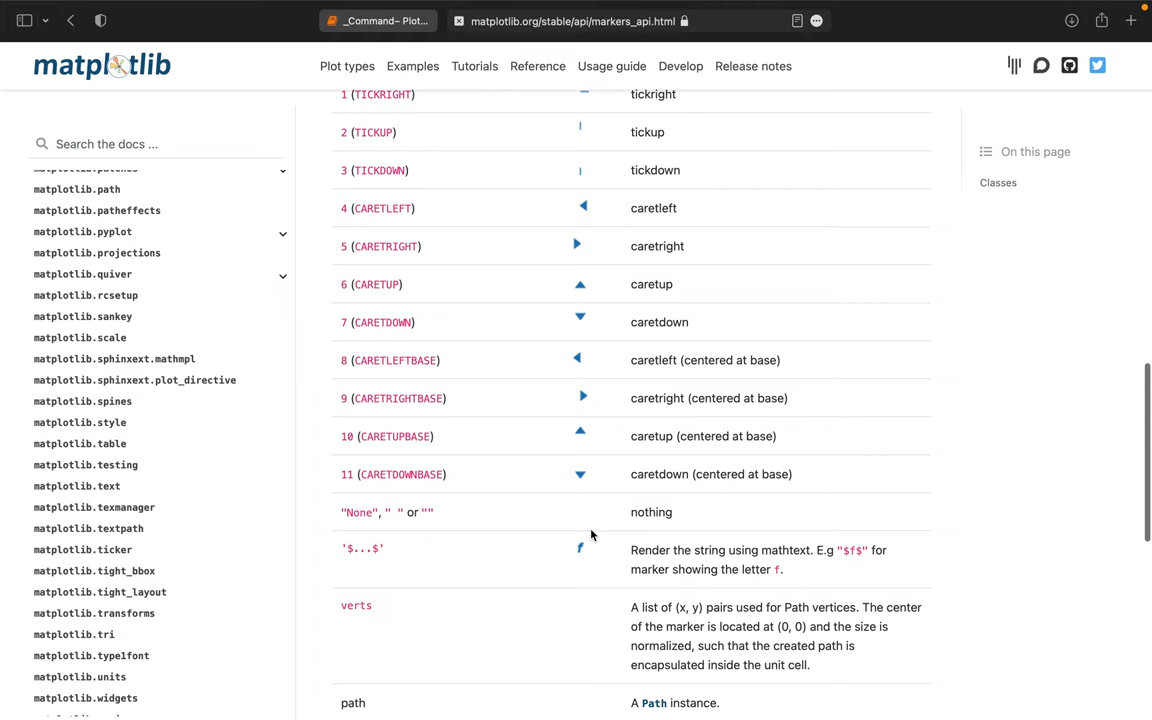 _Command– Plot...
matplotlib.org/stable/api/markers_api.html
matplotlib
Plot types
Examples
Tutorials
Reference
Usage guide
Develop
Release notes
Search the docs ...
matplotlib.patches
matplotlib.path
matplotlib.patheffects
matplotlib.pyplot
matplotlib.projections
matplotlib.quiver
matplotlib.rcsetup
matplotlib.sankey
matplotlib.scale
matplotlib.sphinxext.mathmpl
matplotlib.sphinxext.plot_directive
matplotlib.spines
matplotlib.style
matplotlib.table
matplotlib.testing
matplotlib.text
matplotlib.texmanager
matplotlib.textpath
matplotlib.ticker
matplotlib.tight_bbox
matplotlib.tight_layout
matplotlib.transforms
matplotlib.tri
matplotlib.type1font
matplotlib.units
matplotlib.widgets
1 (TICKRIGHT) tickright
2 (TICKUP) tickup
3 (TICKDOWN) tickdown
4 (CARETLEFT) caretleft
5 (CARETRIGHT) caretright
6 (CARETUP) caretup
7 (CARETDOWN) caretdown
8 (CARETLEFTBASE) caretleft (centered at base)
9 (CARETRIGHTBASE) caretright (centered at base)
10 (CARETUPBASE) caretup (centered at base)
11 (CARETDOWNBASE) caretdown (centered at base)
"None", " " or "" nothing
'$...$' f Render the string using mathtext. E.g "$f$" for
marker showing the letter f.
verts A list of (x, y) pairs used for Path vertices. The center
of the marker is located at (0, 0) and the size is
normalized, such that the created path is
encapsulated inside the unit cell.
path A Path instance.
On this page
Classes